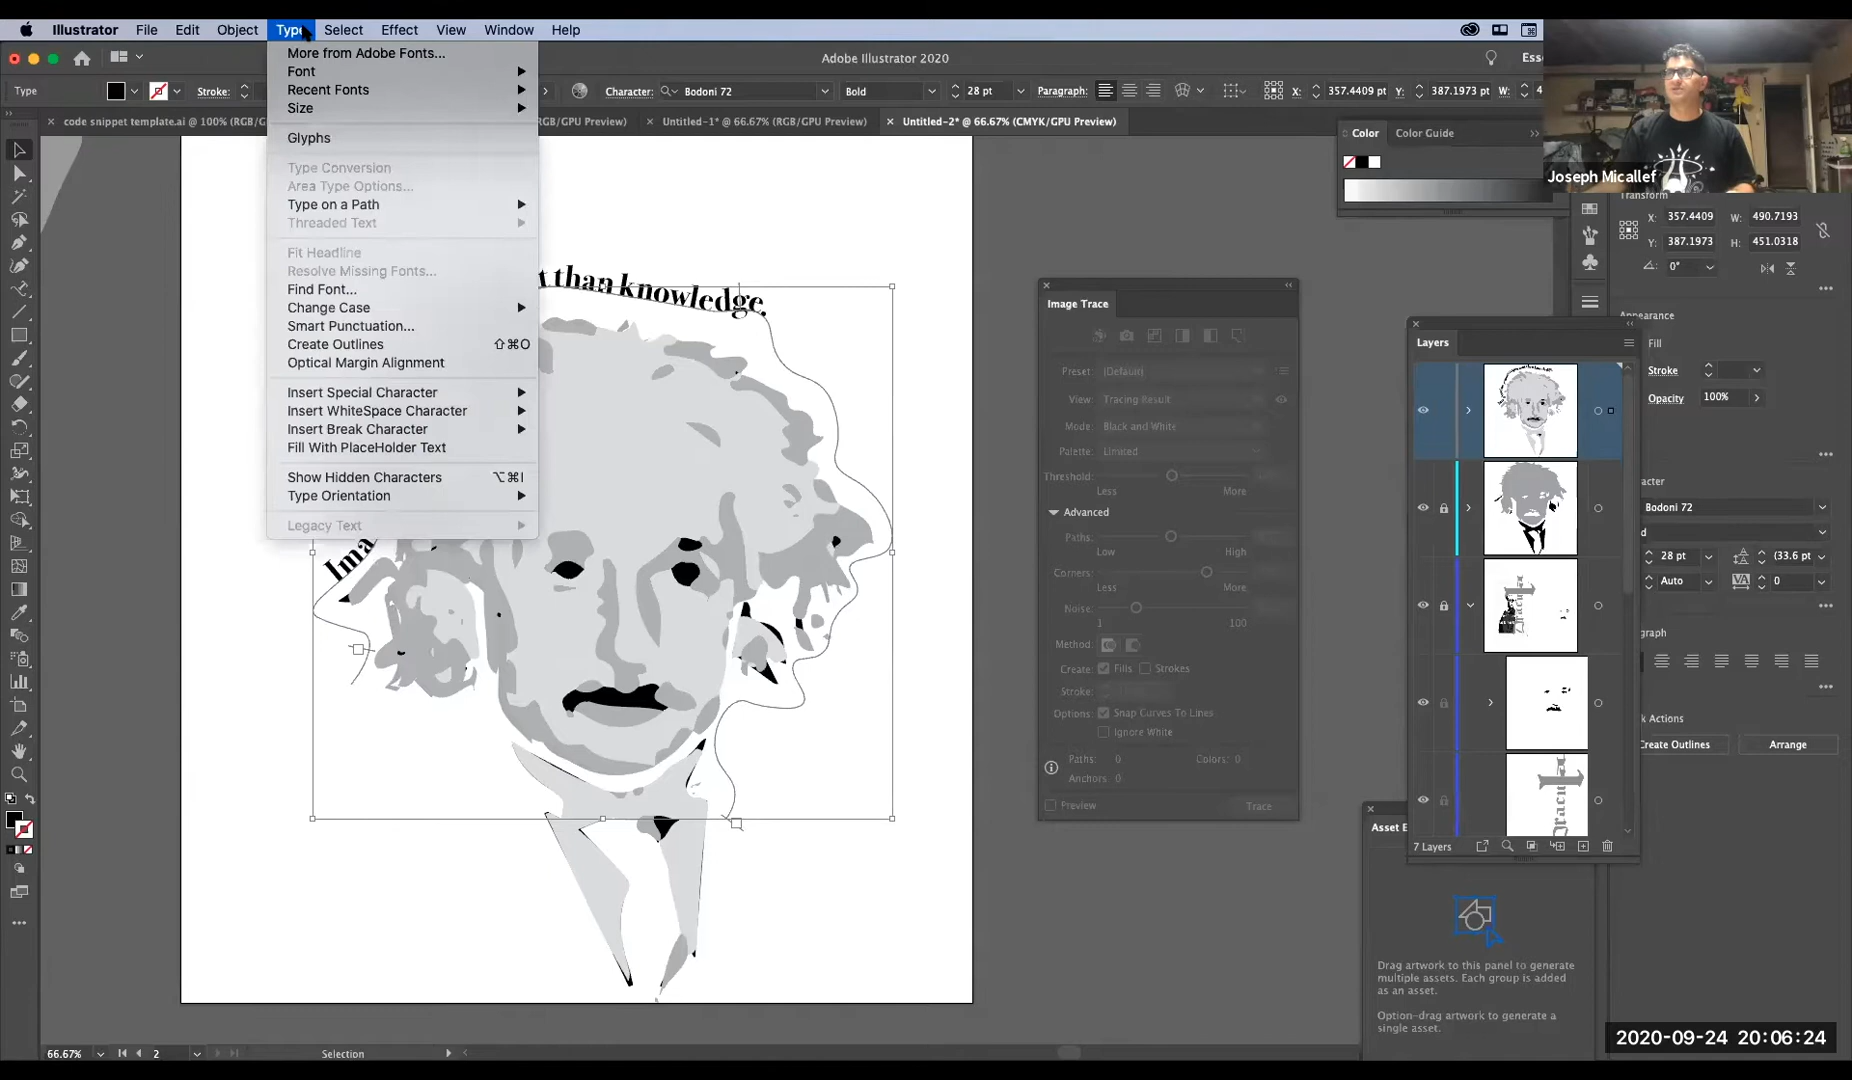 Illustrator File Edit Object Type Select Effect View Window Help
Adobe Illustrator 2020
Type Stroke: Character: Bodoni 72 Bold 28 pt Paragraph: X: 357.4409 pt Y: 387.1973 pt W: 4
code snippet template.ai @ 100% (RGB/G RGB/GPU Preview) Untitled-1* @ 66.67% (RGB/GPU Preview) Untitled-2* @ 66.67% (CMYK/GPU Preview)
More from Adobe Fonts...
Font
Recent Fonts
Size
Glyphs
Type Conversion
Area Type Options...
Type on a Path
Threaded Text
Fit Headline
Resolve Missing Fonts...
Find Font...
Change Case
Smart Punctuation...
Create Outlines ⇧⌘O
Optical Margin Alignment
Insert Special Character
Insert WhiteSpace Character
Insert Break Character
Fill With PlaceHolder Text
Show Hidden Characters ⌥⌘I
Type Orientation
Legacy Text
Ima
t than knowledge.
Image Trace
Preset: (Default)
View: Tracing Result
Mode: Black and White
Palette: Limited
Threshold:
Less More
Advanced
Paths:
Low High
Corners:
Less More
Noise:
1 100
Method:
Create: Fills Strokes
Stroke:
Options: Snap Curves To Lines
Ignore White
Paths: 0 Colors: 0
Anchors: 0
Preview Trace
Color Color Guide
Joseph Micallef
Transform
X: 357.4409 W: 490.7193
Y: 387.1973 H: 451.0318
0°
Appearance
Fill
Stroke
Opacity 100%
aracter
Bodoni 72
d
28 pt (33.6 pt
Auto 0
agraph
k Actions
Create Outlines Arrange
Layers
Dracula
7 Layers
Asset E
Drag artwork to this panel to generate
multiple assets. Each group is added
as an asset.
Option-drag artwork to generate a
single asset.
66.67% 2 Selection
2020-09-24 20:06:24